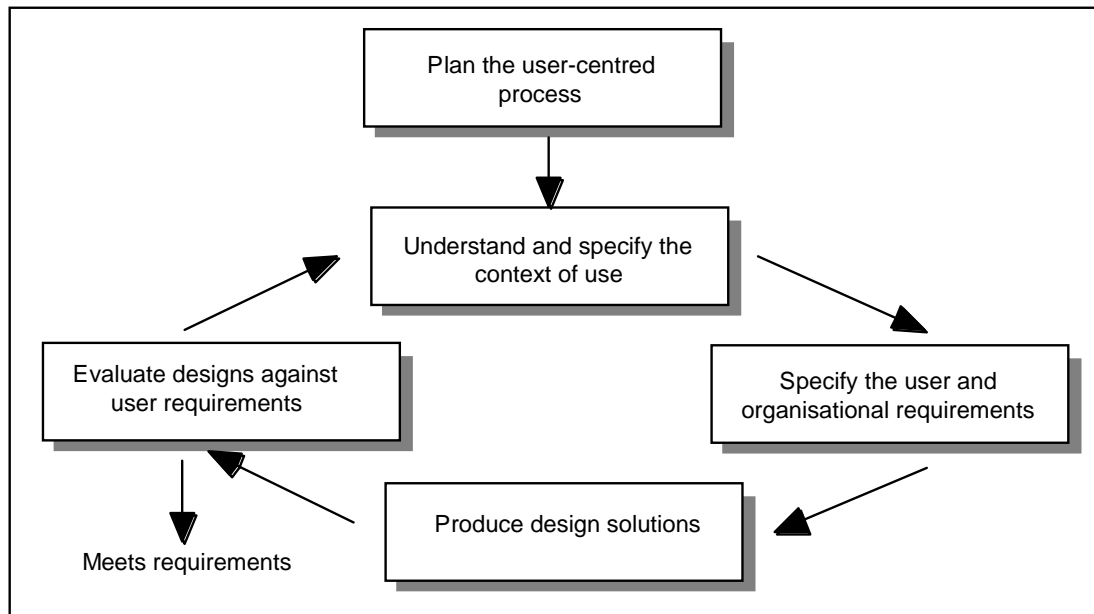 Plan the user-centred
process
Understand and specify the
context of use
Evaluate designs against
user requirements
Specify the user and
organisational requirements
Produce design solutions
Meets requirements